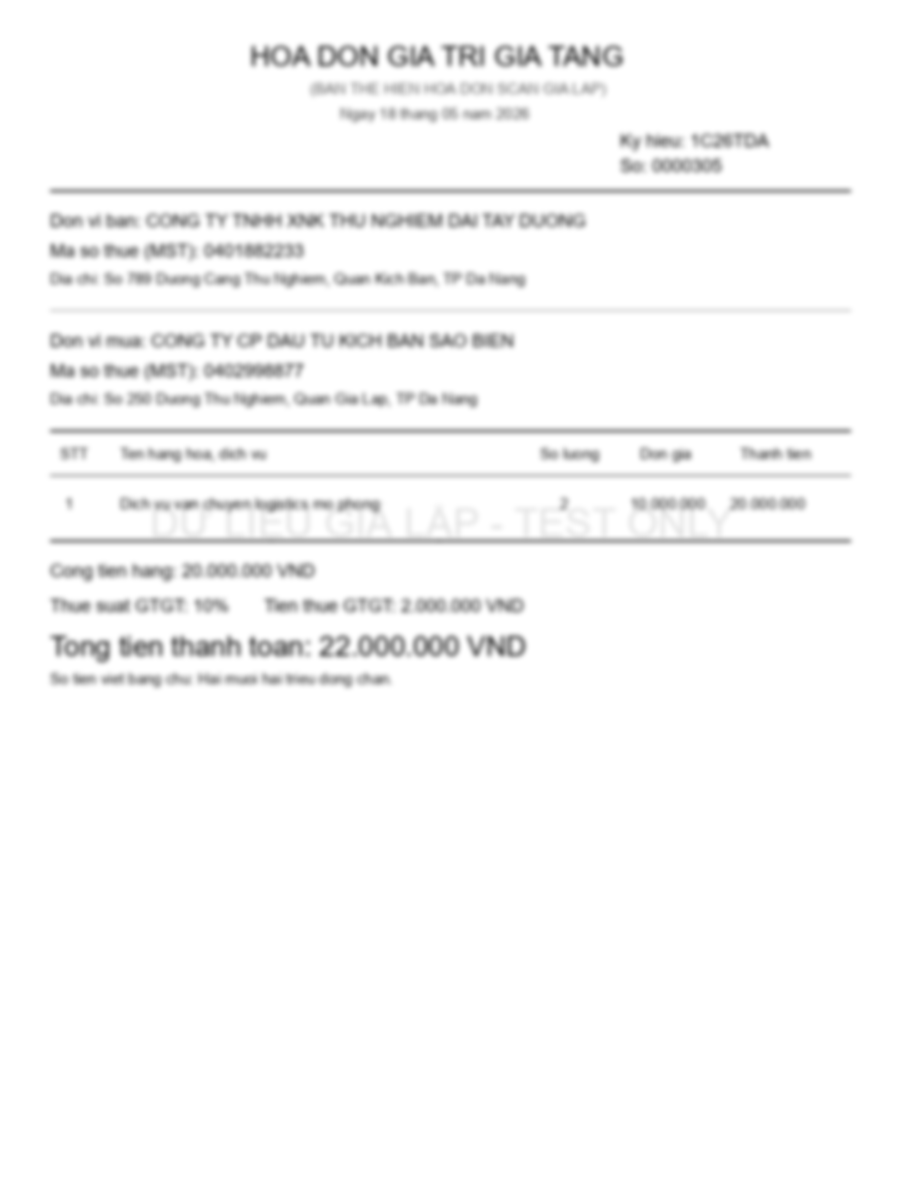 HOA DON GIA TRI GIA TANG
(BAN THE HIEN HOA DON SCAN GIA LAP)
Ngay 18 thang 05 nam 2026
Ky hieu: 1C26TDA
So: 0000305
Don vi ban: CONG TY TNHH XNK THU NGHIEM DAI TAY DUONG
Ma so thue (MST): 0401882233
Dia chi: So 789 Duong Cang Thu Nghiem, Quan Kich Ban, TP Da Nang
Don vi mua: CONG TY CP DAU TU KICH BAN SAO BIEN
Ma so thue (MST): 0402998877
Dia chi: So 250 Duong Thu Nghiem, Quan Gia Lap, TP Da Nang
STT Ten hang hoa, dich vu So luong Don gia Thanh tien
1 Dich vu van chuyen logistics mo phong 2 10.000.000 20.000.000
DỮ LIỆU GIẢ LẬP - TEST ONLY
Cong tien hang: 20.000.000 VND
Thue suat GTGT: 10% Tien thue GTGT: 2.000.000 VND
Tong tien thanh toan: 22.000.000 VND
So tien viet bang chu: Hai muoi hai trieu dong chan.